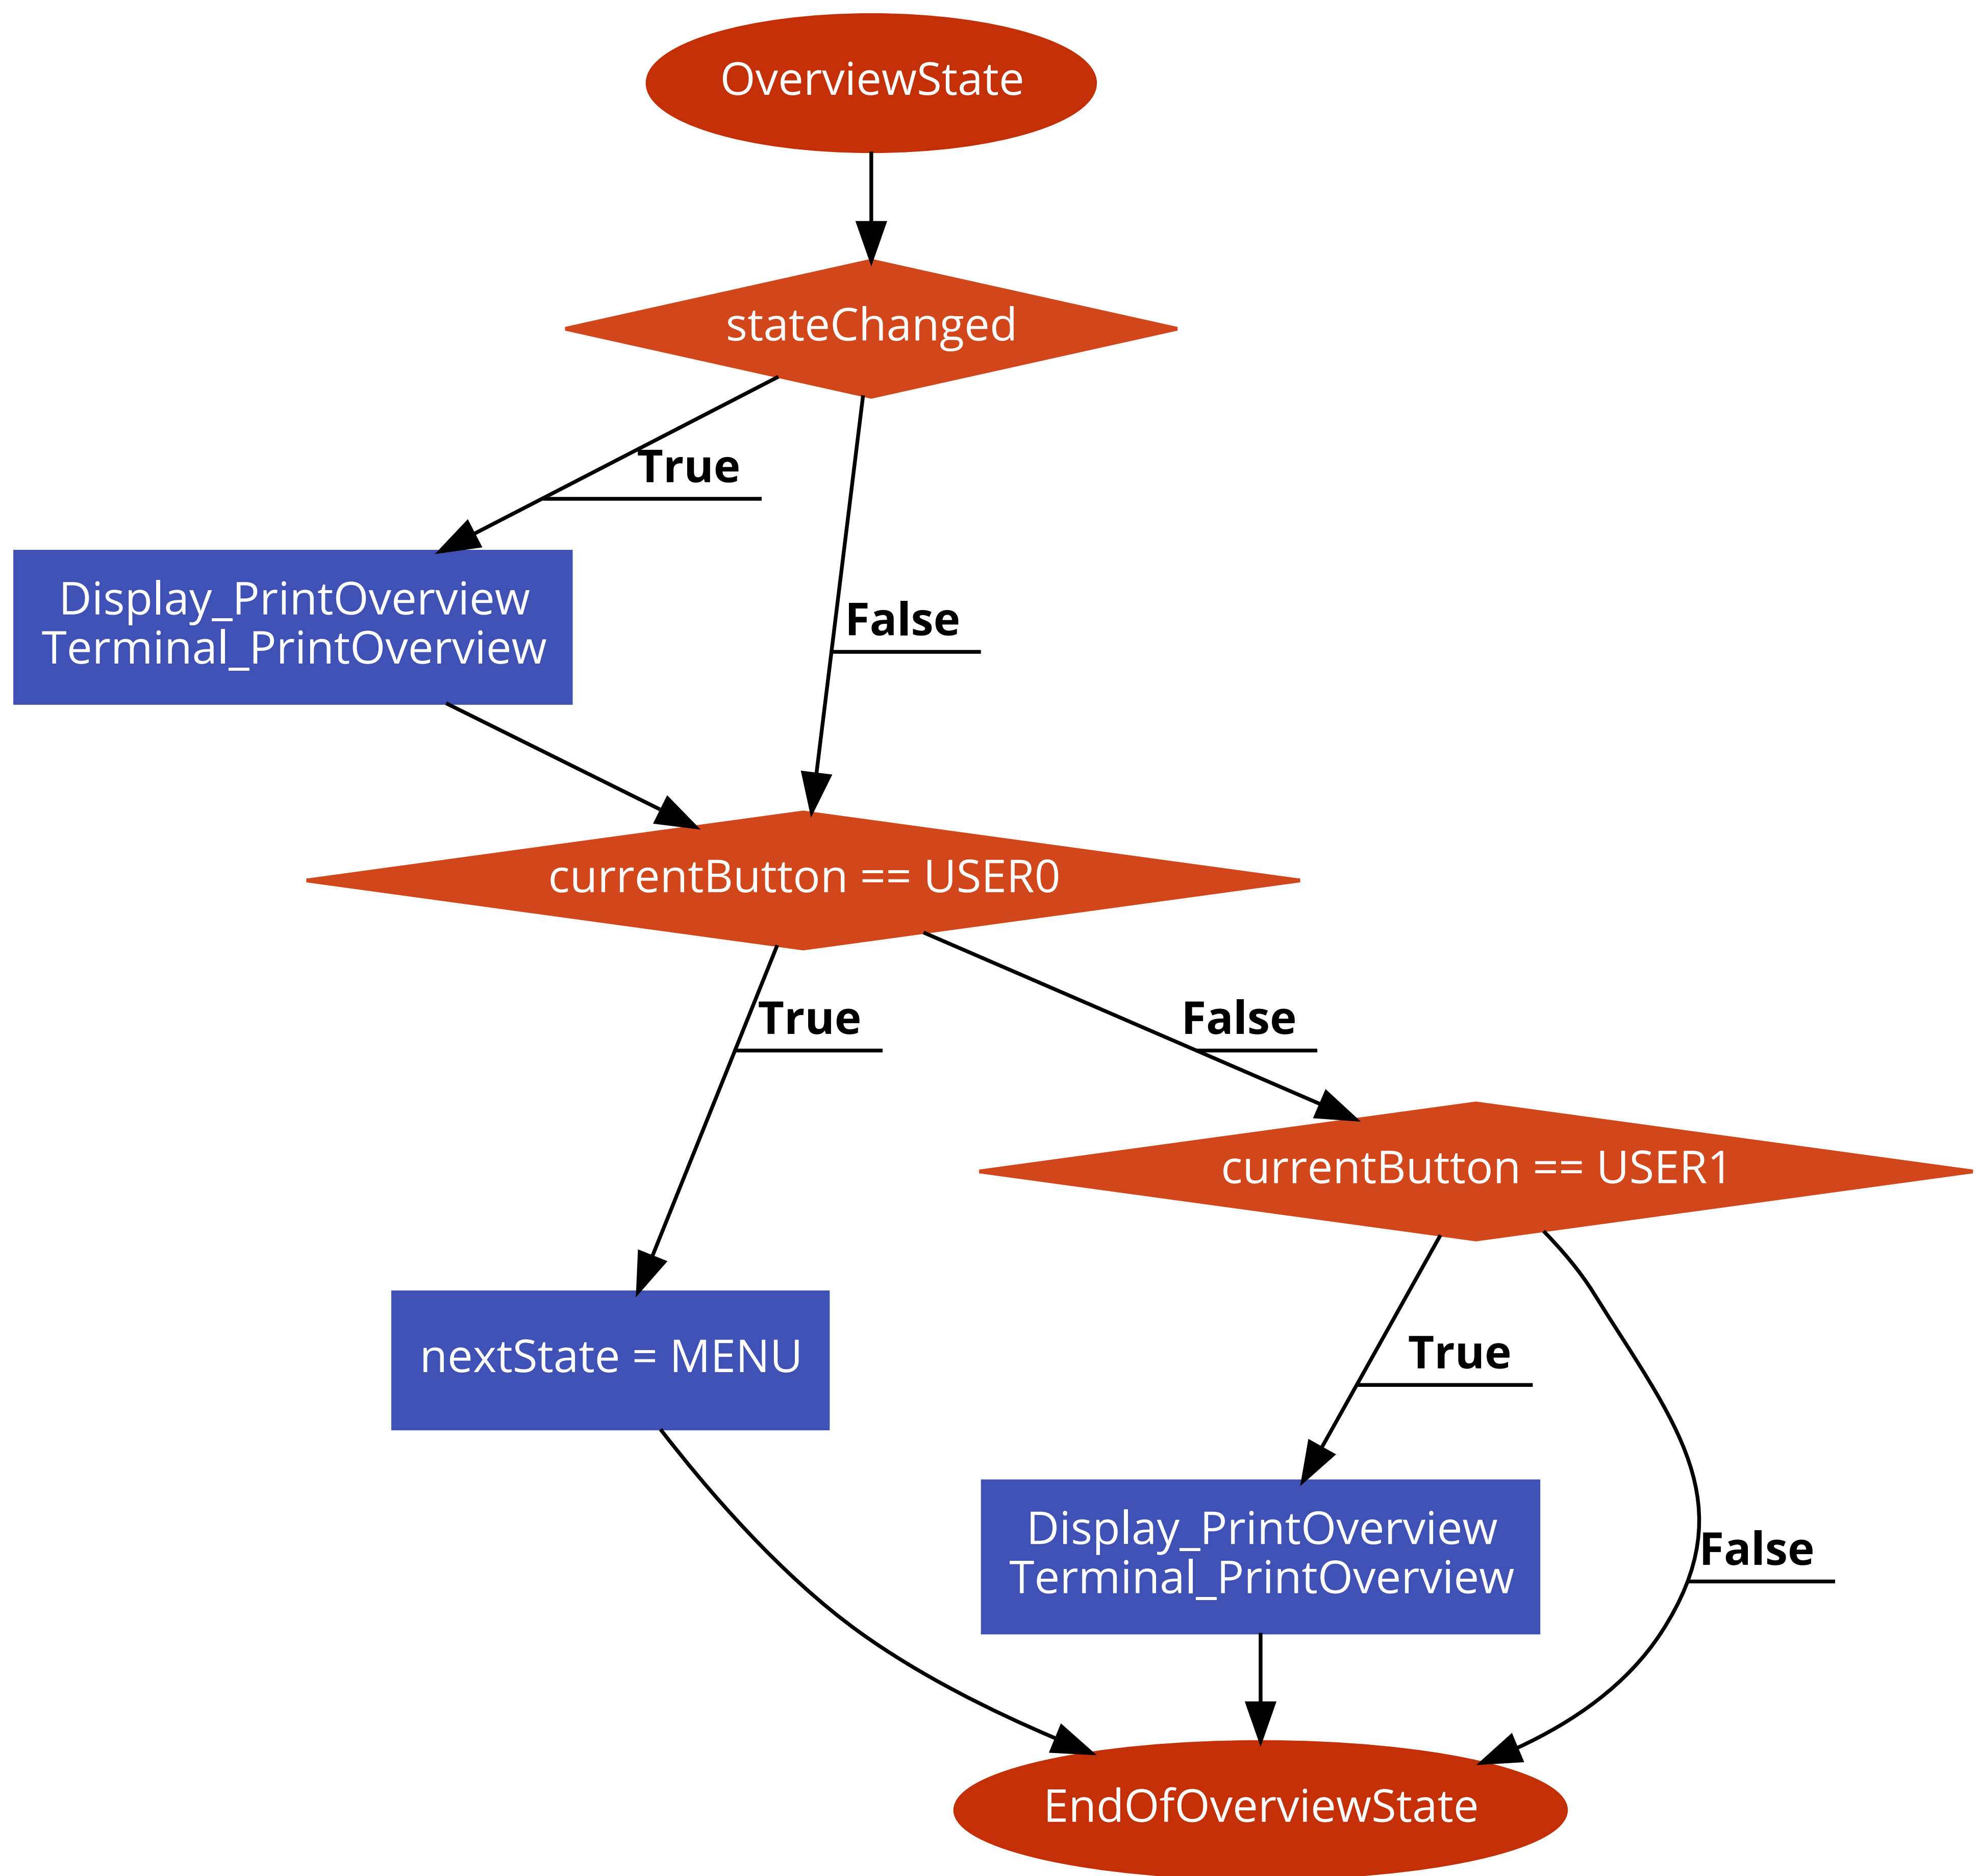 OverviewState
stateChanged
True
Display_PrintOverview
Terminal_PrintOverview
False
currentButton == USER0
True
False
currentButton == USER1
nextState = MENU
True
Display_PrintOverview
Terminal_PrintOverview
False
EndOfOverviewState